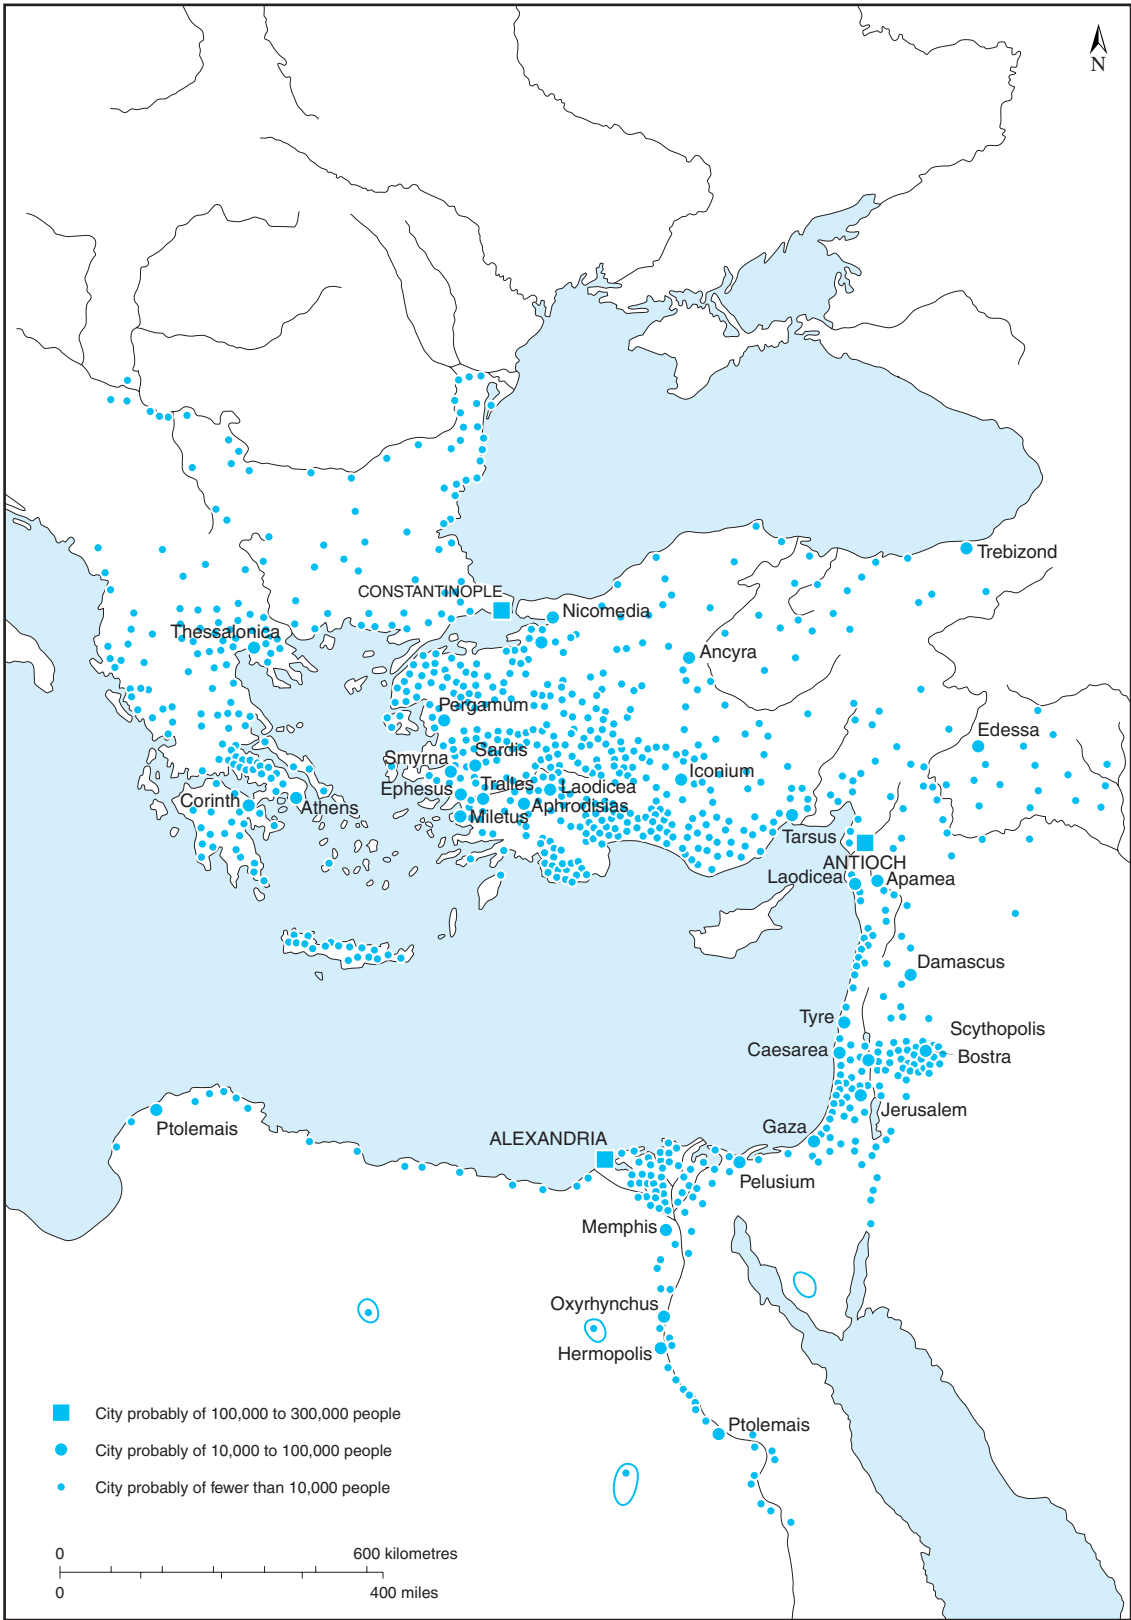 N
Trebizond
CONSTANTINOPLE
Nicomedia
Thessalonica
Ancyra
Pergamum
Edessa
Smyrna
Sardis
Iconium
Ephesus
Tralles
Laodicea
Corinth
Athens
Aphrodisias
Miletus
Tarsus
ANTIOCH
Laodicea
Apamea
Damascus
Tyre
Scythopolis
Caesarea
Bostra
Jerusalem
Ptolemais
Gaza
ALEXANDRIA
Pelusium
Memphis
Oxyrhynchus
Hermopolis
Ptolemais
City probably of 100,000 to 300,000 people
City probably of 10,000 to 100,000 people
City probably of fewer than 10,000 people
0 600 kilometres
0 400 miles